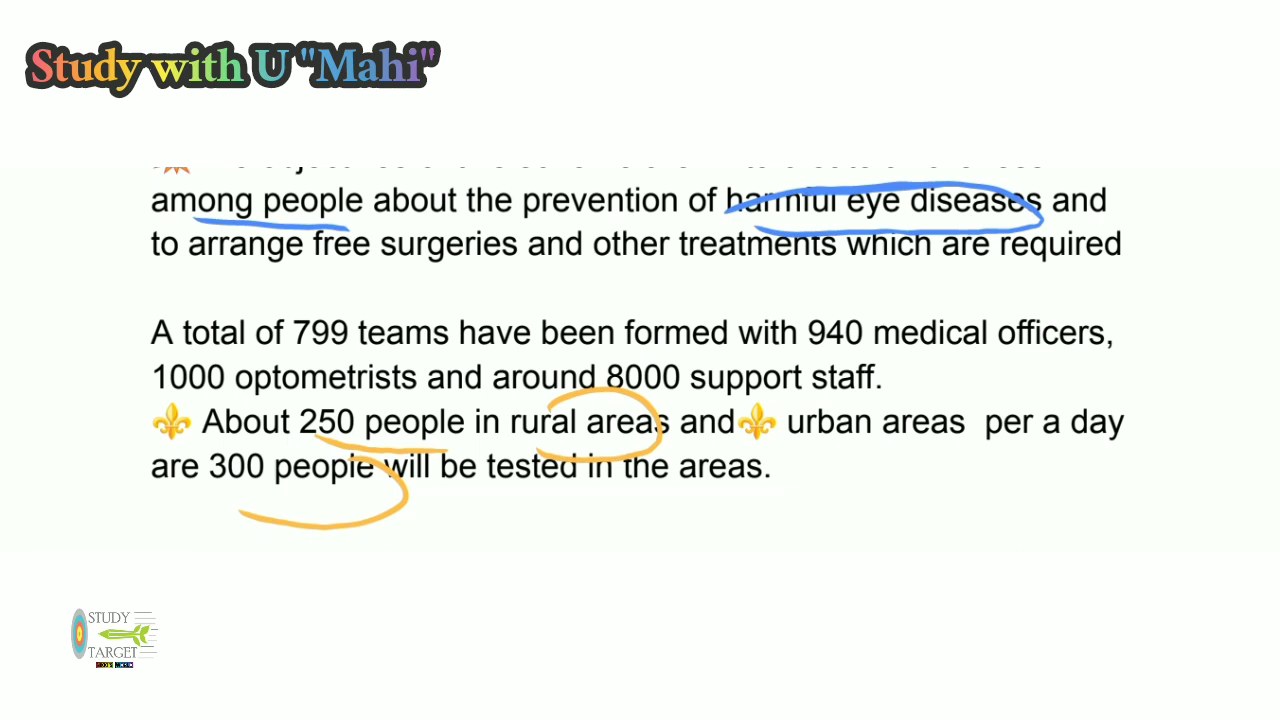 Study with U "Mahi"
among people about the prevention of harmful eye diseases and
to arrange free surgeries and other treatments which are required
A total of 799 teams have been formed with 940 medical officers,
1000 optometrists and around 8000 support staff.
About 250 people in rural areas and urban areas per a day
are 300 people will be tested in the areas.
STUDY
TARGET